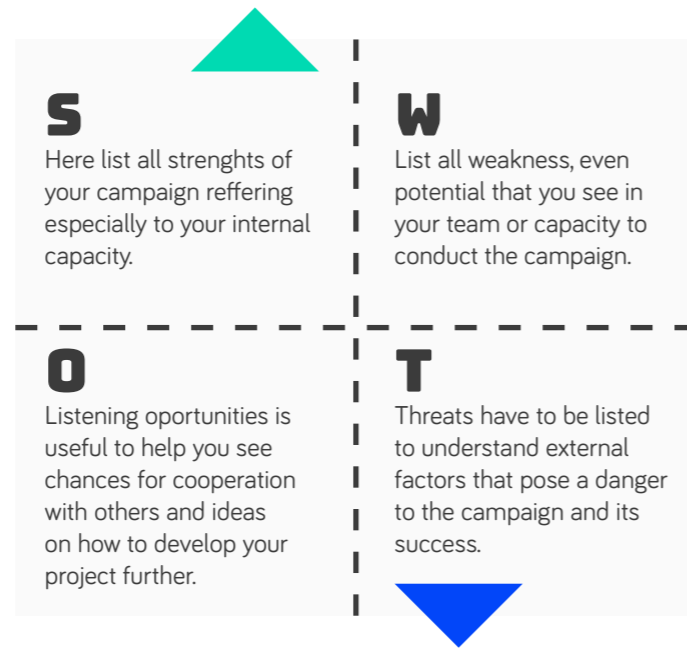 S
Here list all strenghts of
your campaign reffering
especially to your internal
capacity.
W
List all weakness, even
potential that you see in
your team or capacity to
conduct the campaign.
O
Listening oportunities is
useful to help you see
chances for cooperation
with others and ideas
on how to develop your
project further.
T
Threats have to be listed
to understand external
factors that pose a danger
to the campaign and its
success.